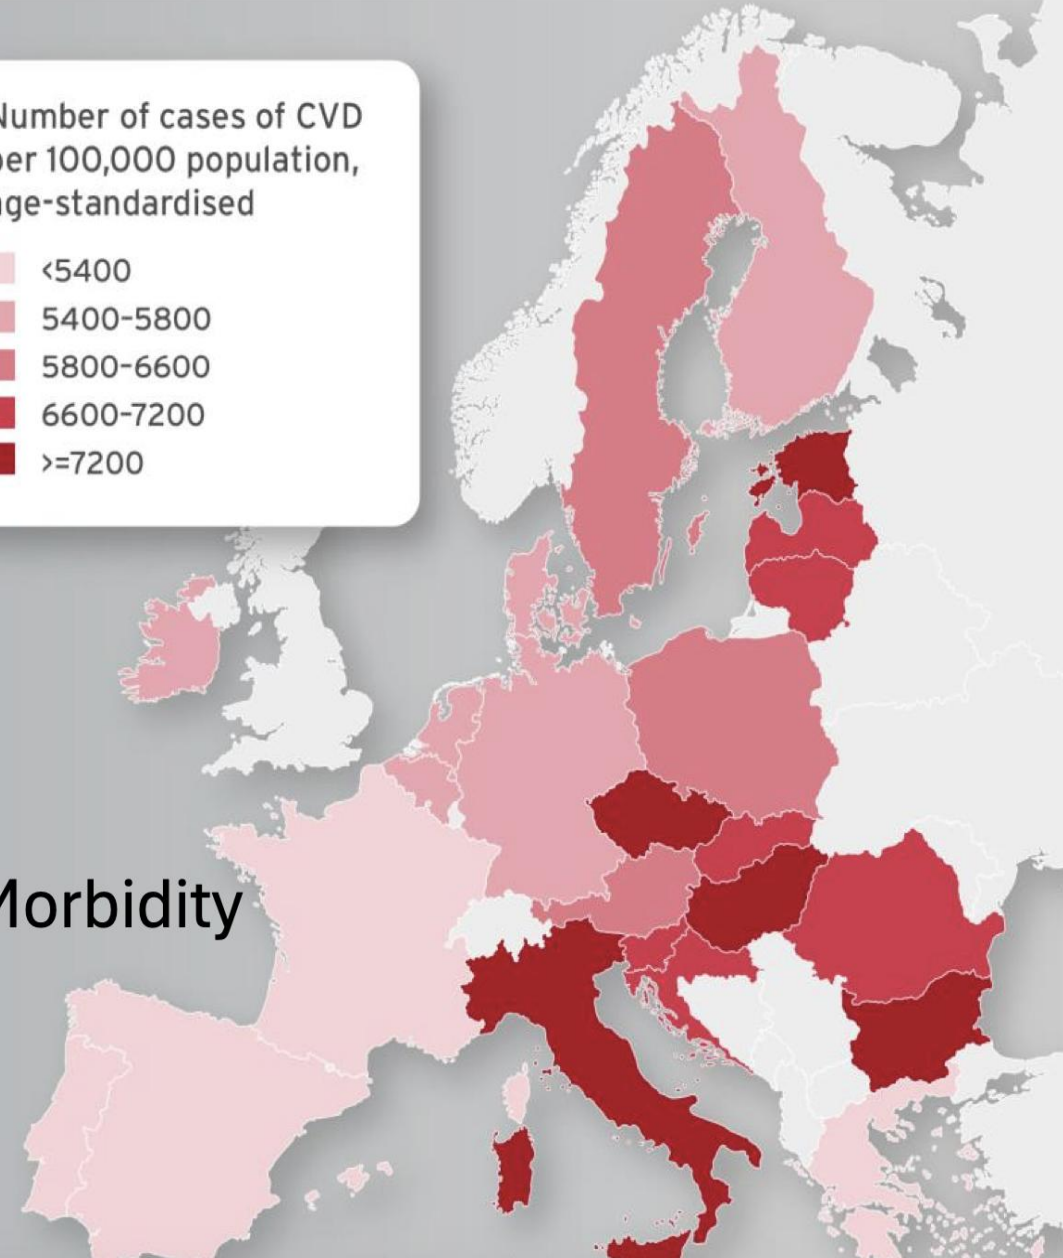 Number of cases of CVD
per 100,000 population,
age-standardised
<5400
5400-5800
5800-6600
6600-7200
>=7200
Morbidity